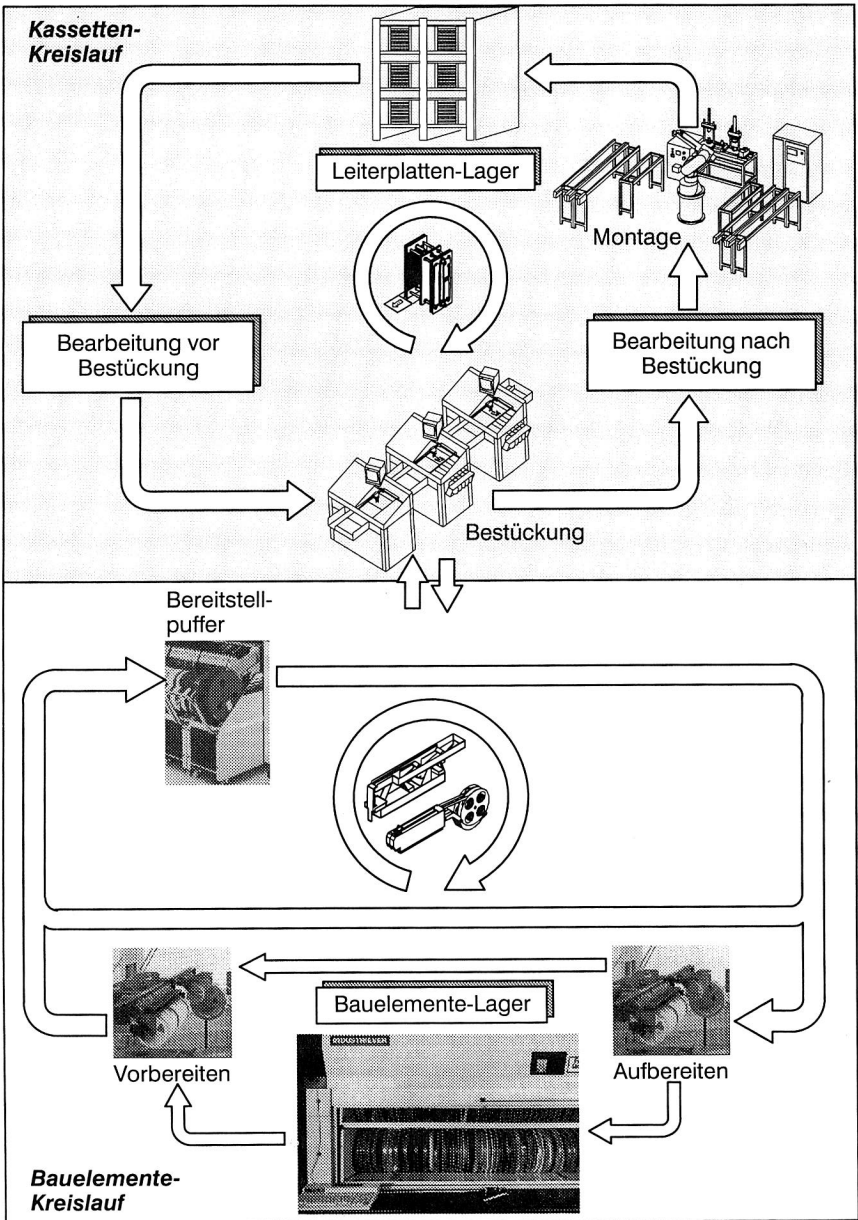 Kassetten-
Kreislauf
Leiterplatten-Lager
Montage
Bearbeitung vor
Bestückung
Bearbeitung nach
Bestückung
Bestückung
Bereitstell-
puffer
Bauelemente-Lager
INDUSTRIEVER
Vorbereiten
Aufbereiten
Bauelemente-
Kreislauf